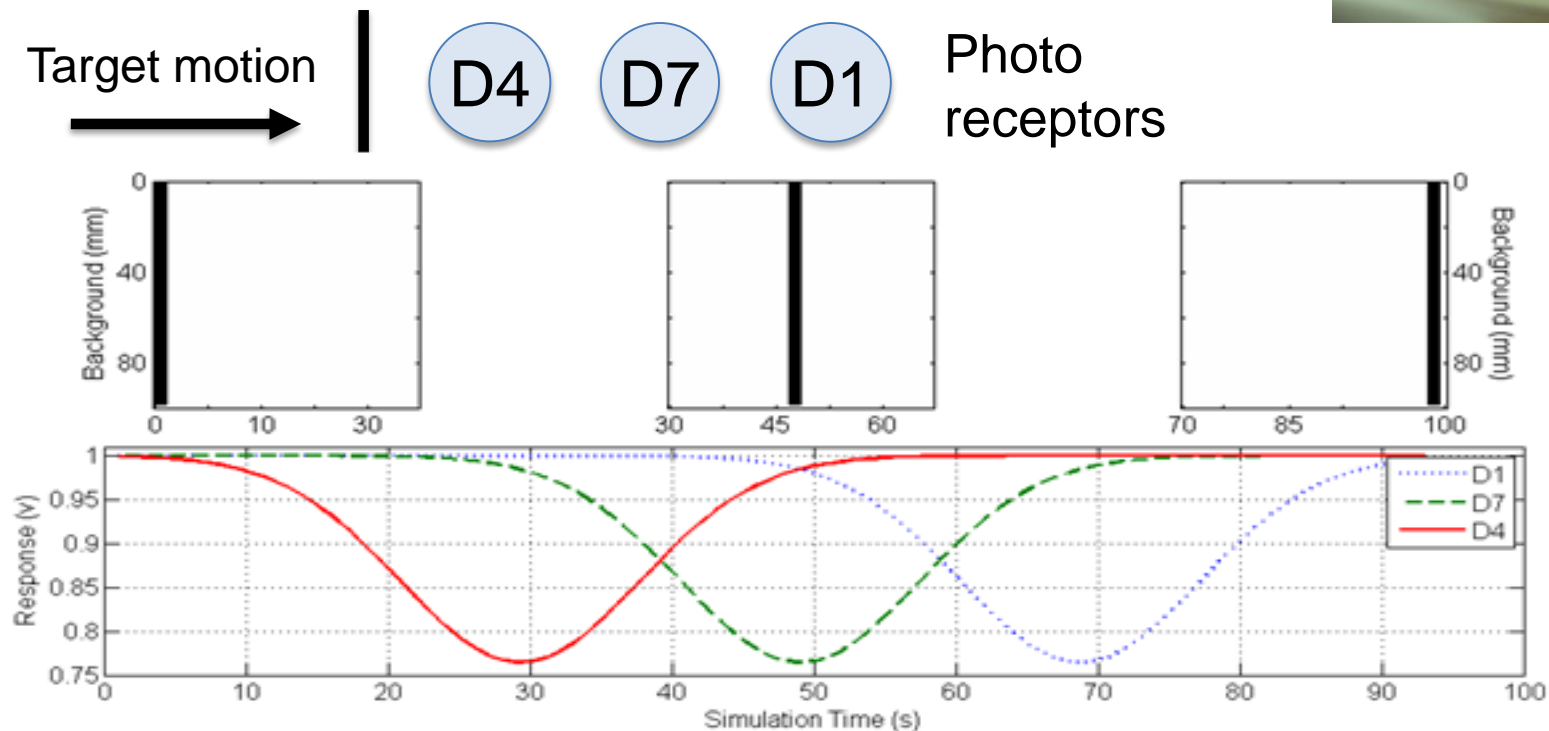 Target motion
D4
D7
D1
Photo
receptors
Background (mm)
0
40
80
0 10 30
30 45 60
70 85 100
0
40
80
Background (mm)
Response (v)
1
0.95
0.9
0.85
0.8
0.75
D1
D7
D4
0 10 20 30 40 50 60 70 80 90 100
Simulation Time (s)